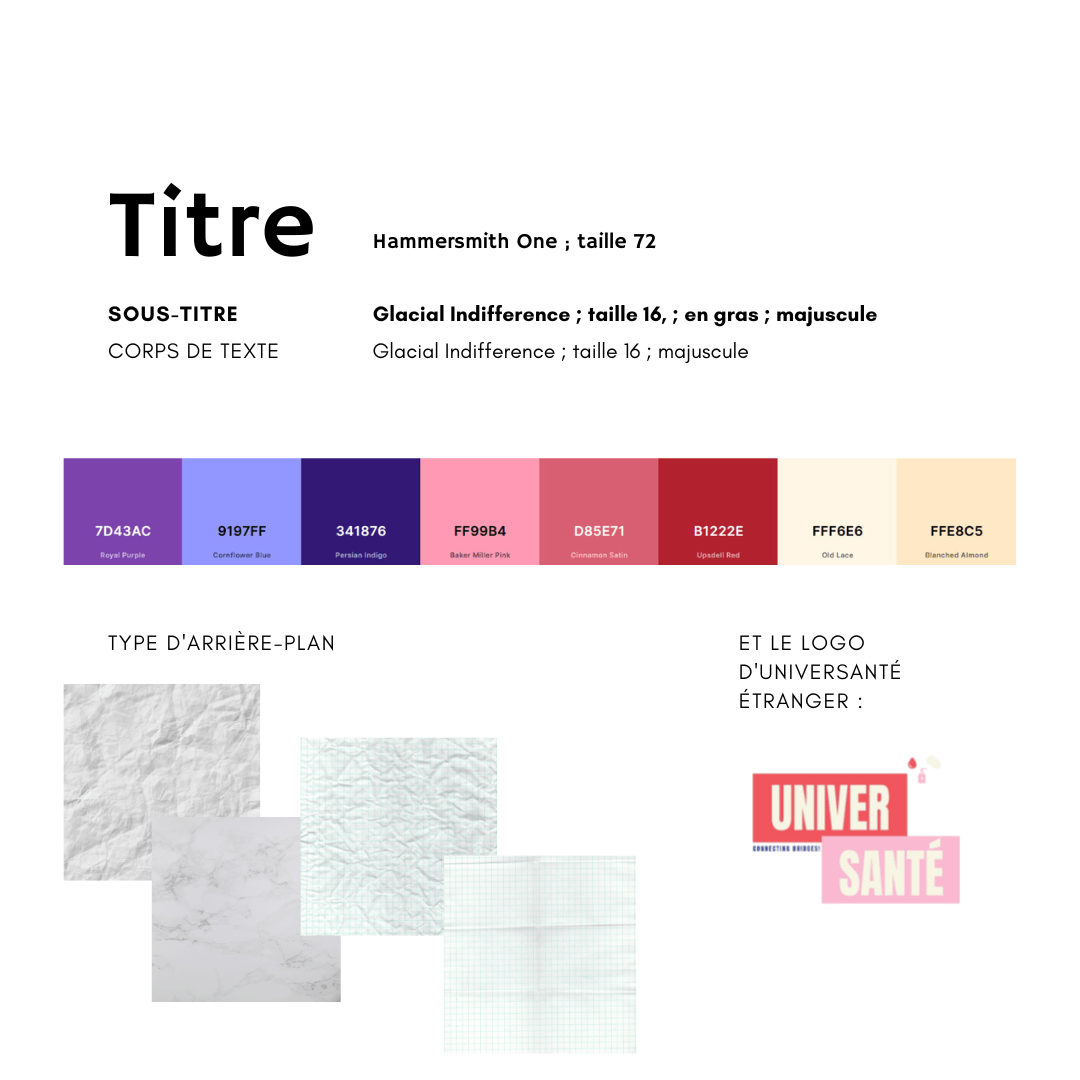 Titre
Hammersmith One ; taille 72
SOUS-TITRE
Glacial Indifference ; taille 16, ; en gras ; majuscule
CORPS DE TEXTE
Glacial Indifference ; taille 16 ; majuscule
7D43AC
Royal Purple
9197FF
Cornflower Blue
341876
Persian Indigo
FF99B4
Baker Miller Pink
D85E71
Cinnamon Satin
B1222E
Upsdell Red
FFF6E6
Old Lace
FFE8C5
Blanched Almond
TYPE D'ARRIÈRE-PLAN
ET LE LOGO
D'UNIVERSANTÉ
ÉTRANGER :
UNIVER
CONNECTING BRIDGES!
SANTÉ